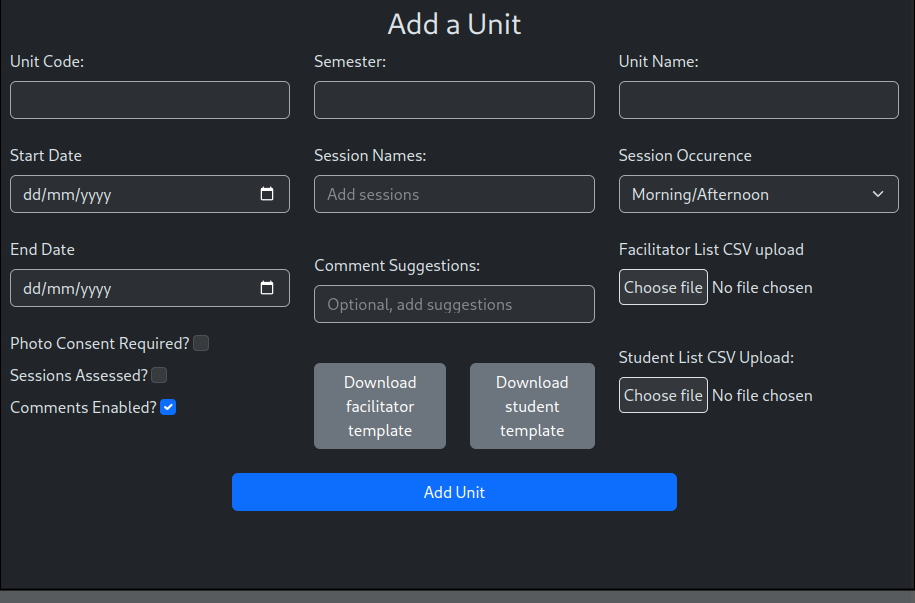 Add a Unit
Unit Code:
Semester:
Unit Name:
Start Date
Session Names:
Session Occurence
dd/mm/yyyy
Add sessions
Morning/Afternoon
End Date
Comment Suggestions:
Facilitator List CSV upload
dd/mm/yyyy
Optional, add suggestions
Choose file No file chosen
Photo Consent Required?
Sessions Assessed?
Comments Enabled?
Download
facilitator
template
Download
student
template
Student List CSV Upload:
Choose file No file chosen
Add Unit